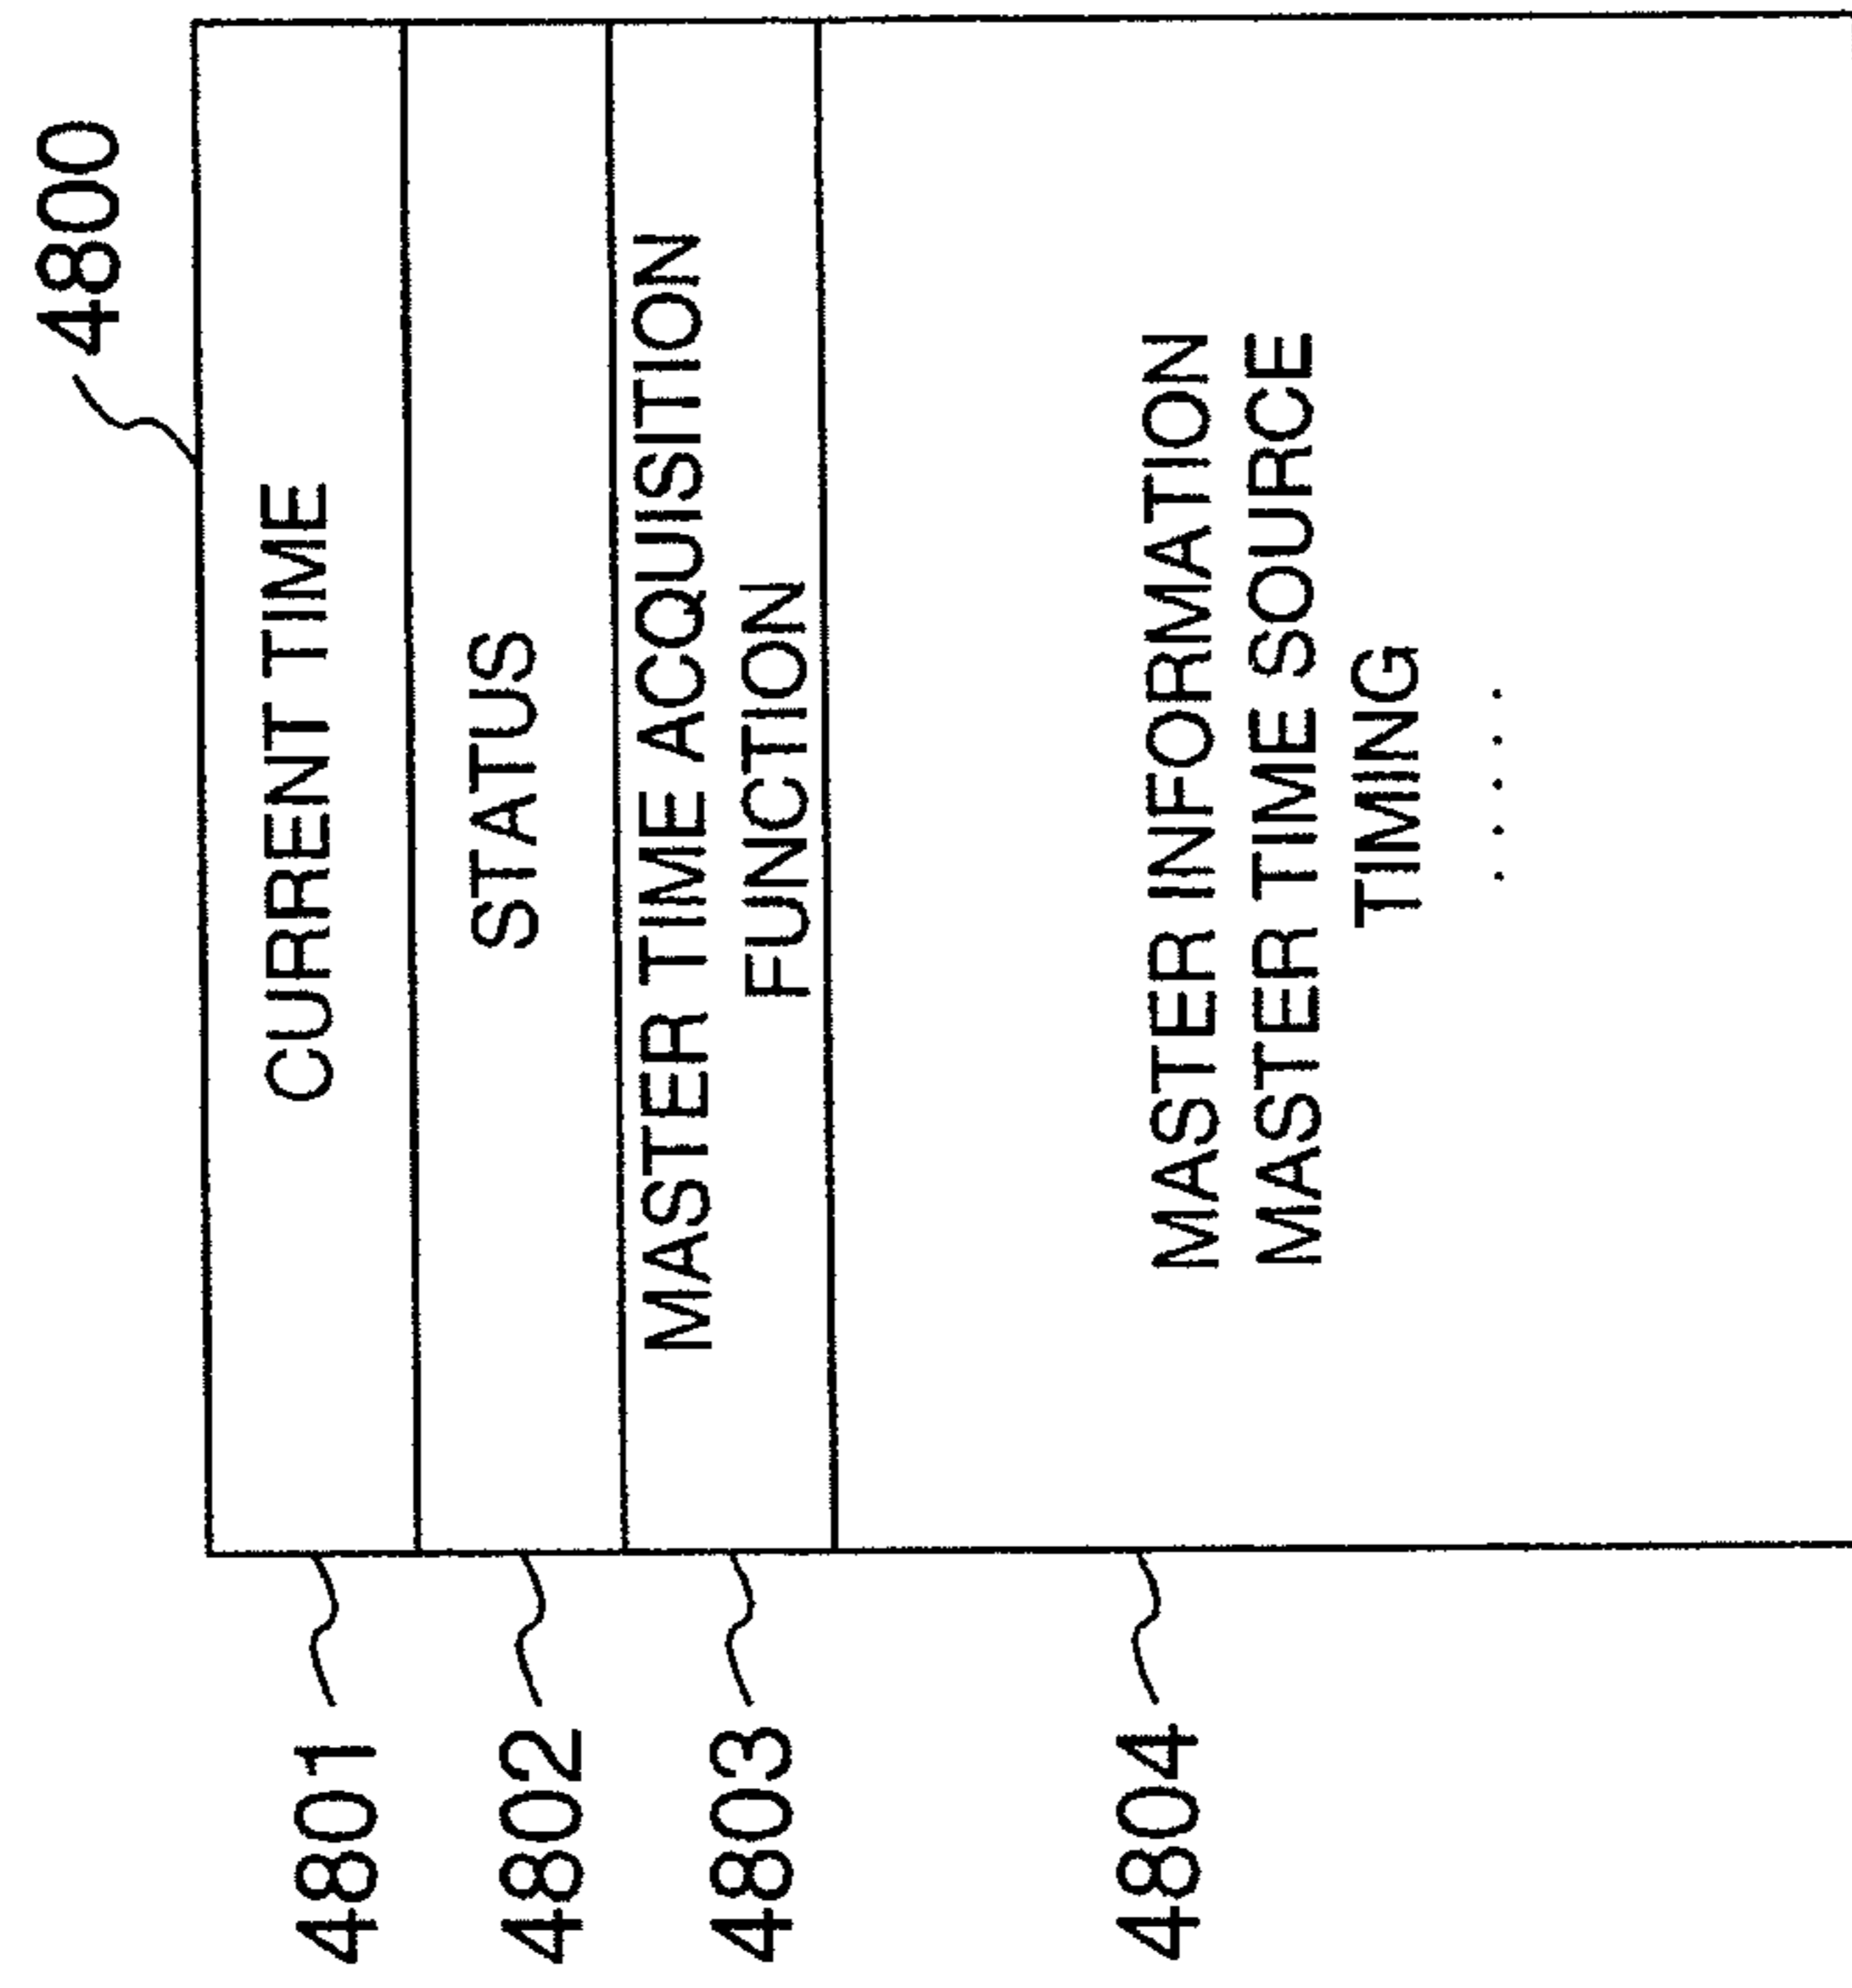 4800
4801
CURRENT TIME
4802
STATUS
4803
MASTER TIME ACQUISITION
FUNCTION
4804
MASTER INFORMATION
MASTER TIME SOURCE
TIMING
.....